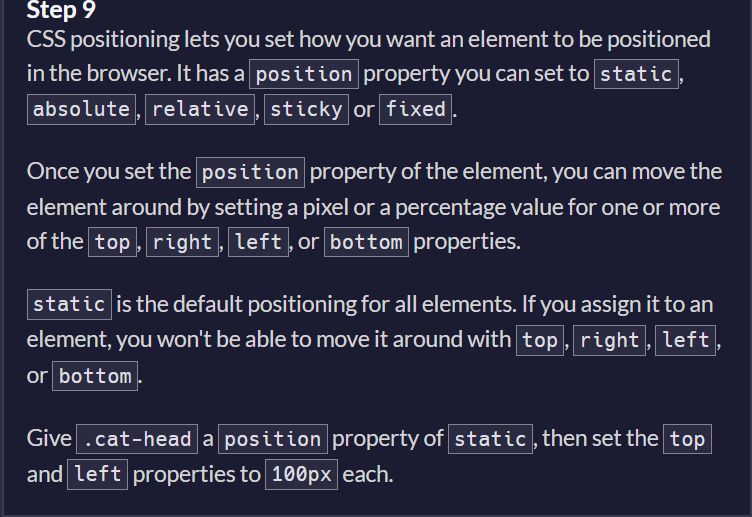 Step 9
CSS positioning lets you set how you want an element to be positioned
in the browser. It has a position property you can set to static,
absolute, relative, sticky or fixed.
Once you set the position property of the element, you can move the
element around by setting a pixel or a percentage value for one or more
of the top, right, left, or bottom properties.
static is the default positioning for all elements. If you assign it to an
element, you won't be able to move it around with top, right, left,
or bottom.
Give .cat-head a position property of static, then set the top
and left properties to 100px each.